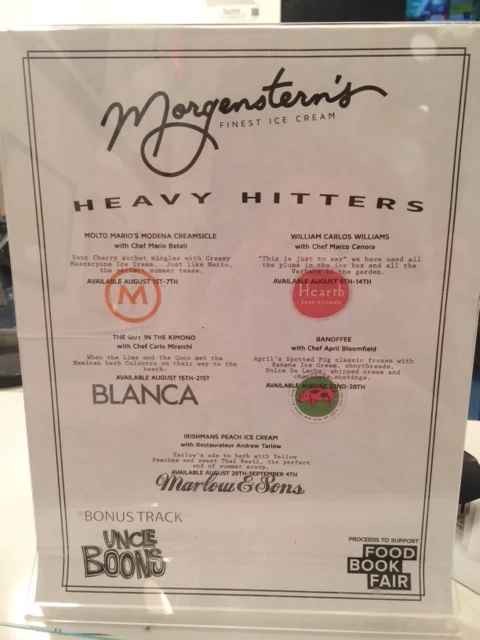 Morgenstern's
FINEST ICE CREAM
HEAVY HITTERS
MOLTO MARIO'S MODENA CREAMSICLE
with Chef Mario Batali
Sour Cherry sorbet mingles with Creamy
Mascarpone Ice Cream. Just like Mario,
the perfect summer tease.
AVAILABLE AUGUST 1ST-7TH
M
WILLIAM CARLOS WILLIAMS
with Chef Marco Canora
"This is just to say" we have used all
the plums in the ice box and all the
Verbena in the garden.
AVAILABLE AUGUST 8TH-14TH
Hearth
EAST VILLAGE
THE GUY IN THE KIMONO
with Chef Carlo Mirarchi
When the Lime and the Coco met the
Mexican herb Culantro on their way to the
beach.
AVAILABLE AUGUST 15TH-21ST
BLANCA
BANOFFEE
with Chef April Bloomfield
April's Spotted Pig classic frozen with
Banana Ice Cream, shortbreads,
Dulce De Leche, whipped cream and
chocolate shavings.
AVAILABLE AUGUST 22ND-28TH
IRISHMANS PEACH ICE CREAM
with Restaurateur Andrew Tarlow
Tarlow's ode to herb with Yellow
Peaches and sweet Thai Basil, the perfect
end of summer scoop.
AVAILABLE AUGUST 29TH-SEPTEMBER 4TH
Marlow & Sons
*BONUS TRACK
UNCLE
BOONS
PROCEEDS TO SUPPORT
FOOD
BOOK
FAIR